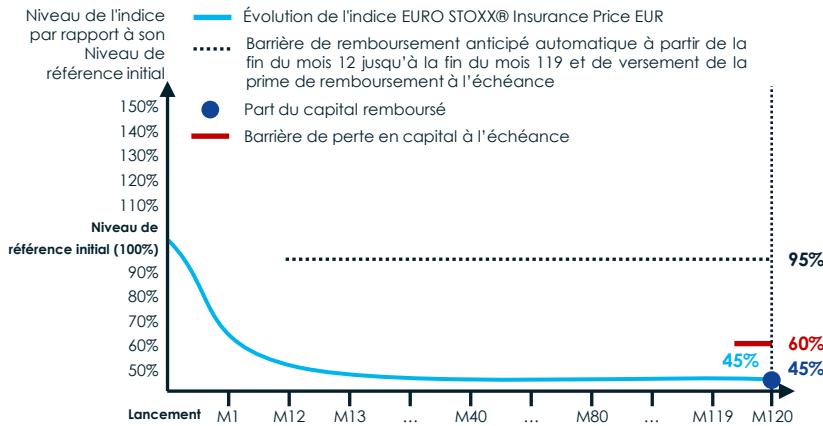 Niveau de l'indice
par rapport à son
Niveau de
référence initial
Évolution de l'indice EURO STOXX® Insurance Price EUR
Barrière de remboursement anticipé automatique à partir de la
fin du mois 12 jusqu'à la fin du mois 119 et de versement de la
prime de remboursement à l'échéance
Part du capital remboursé
Barrière de perte en capital à l'échéance
150%
140%
130%
120%
110%
Niveau de
référence initial (100%)
90%
80%
70%
60%
50%
95%
60%
45%
45%
Lancement M1 M12 M13 ... M40 ... M80 ... M119 M120